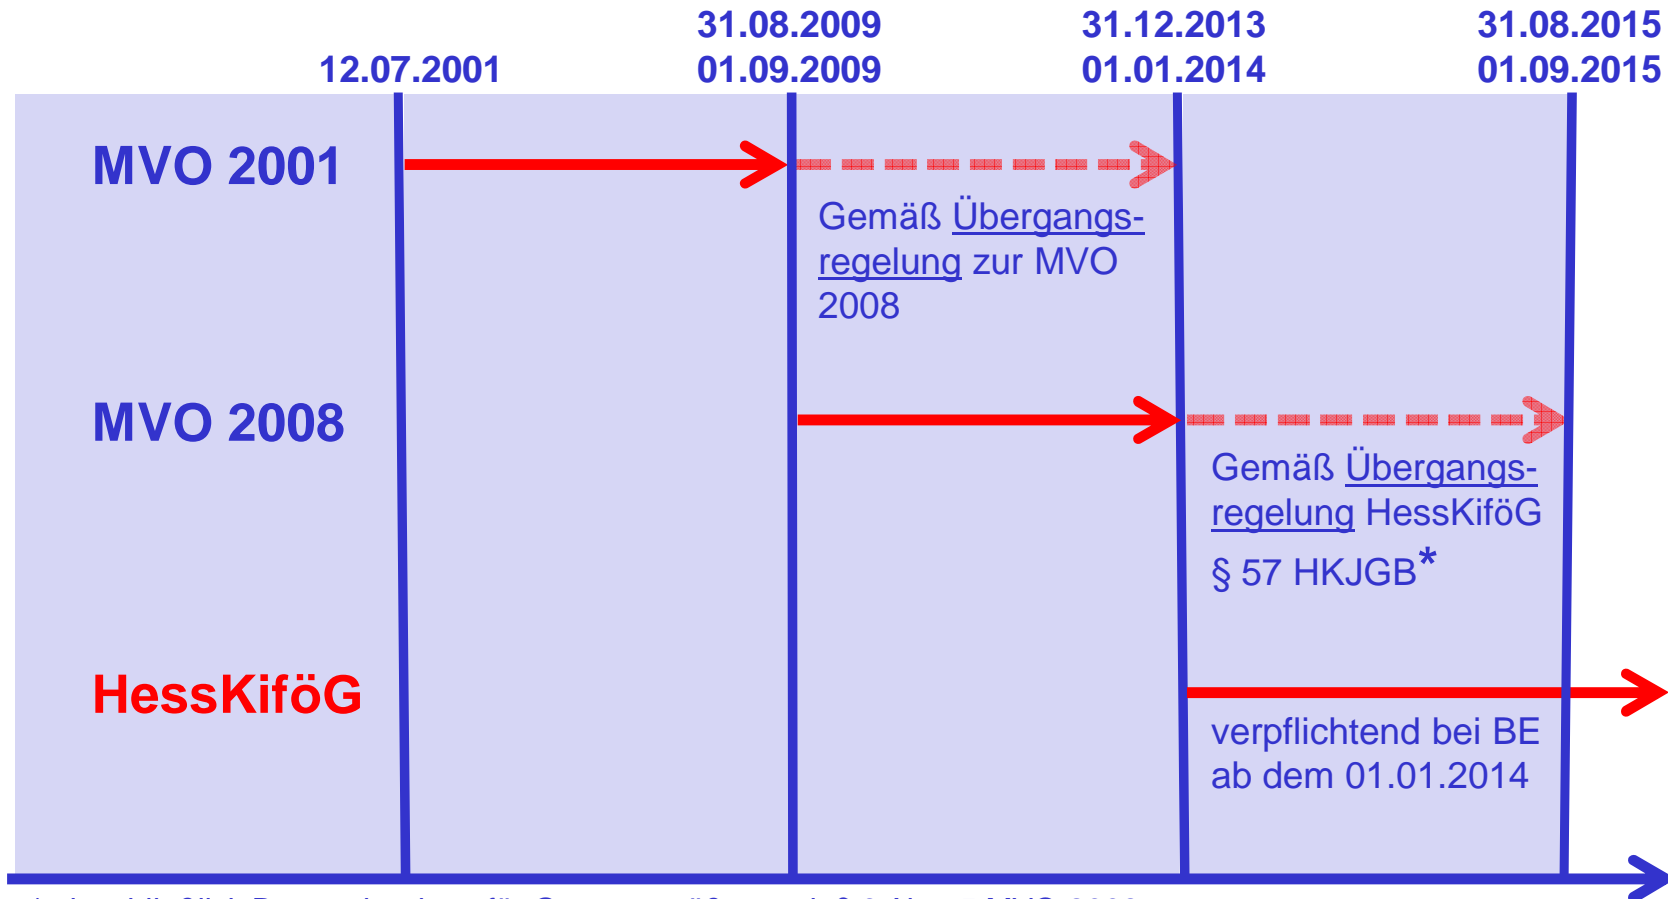 31.08.2009 31.12.2013 31.08.2015
12.07.2001 01.09.2009 01.01.2014 01.09.2015
MVO 2001
Gemäß Übergangs-
regelung zur MVO
2008
MVO 2008
Gemäß Übergangs-
regelung HessKiföG
§ 57 HKJGB*
HessKiföG
verpflichtend bei BE
ab dem 01.01.2014